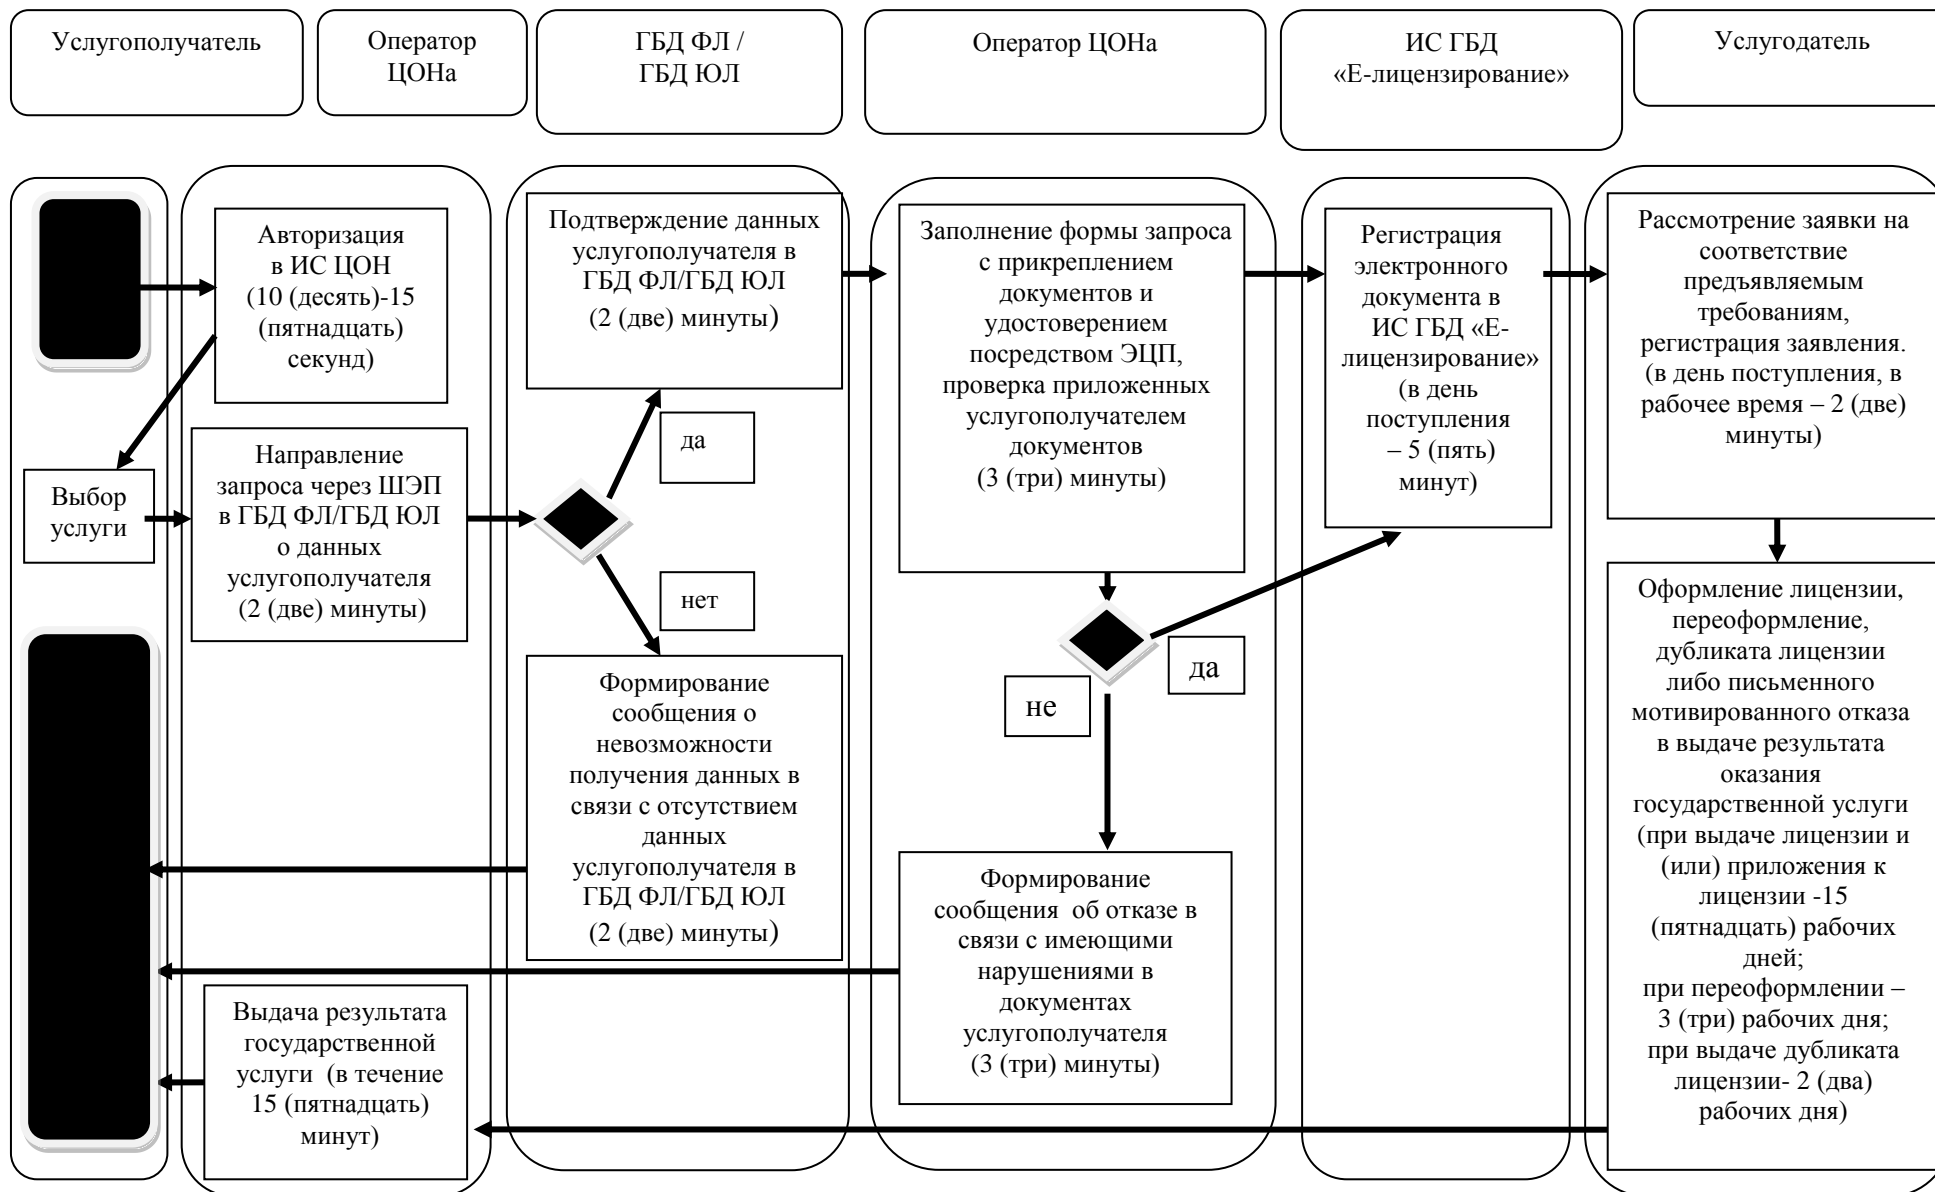 Услугополучатель
Оператор
ЦОНа
ГБД ФЛ /
ГБД ЮЛ
Оператор ЦОНа
ИС ГБД
«Е-лицензирование»
Услугодатель
Авторизация
в ИС ЦОН
(10 (десять)-15
(пятнадцать)
секунд)
Выбор
услуги
Направление
запроса через ШЭП
в ГБД ФЛ/ГБД ЮЛ
о данных
услугополучателя
(2 (две) минуты)
Подтверждение данных
услугополучателя в
ГБД ФЛ/ГБД ЮЛ
(2 (две) минуты)
да
нет
Формирование
сообщения о
невозможности
получения данных в
связи с отсутствием
данных
услугополучателя в
ГБД ФЛ/ГБД ЮЛ
(2 (две) минуты)
Заполнение формы запроса
с прикреплением
документов и
удостоверением
посредством ЭЦП,
проверка приложенных
услугополучателем
документов
(3 (три) минуты)
да
не
Формирование
сообщения  об отказе в
связи с имеющими
нарушениями в
документах
услугополучателя
(3 (три) минуты)
Регистрация
электронного
документа в
ИС ГБД «Е-
лицензирование»
(в день
поступления
– 5 (пять)
минут)
Рассмотрение заявки на
соответствие
предъявляемым
требованиям,
регистрация заявления.
(в день поступления, в
рабочее время – 2 (две)
минуты)
Оформление лицензии,
переоформление,
дубликата лицензии
либо письменного
мотивированного отказа
в выдаче результата
оказания
государственной услуги
(при выдаче лицензии и
(или) приложения к
лицензии -15
(пятнадцать) рабочих
дней;
при переоформлении –
3 (три) рабочих дня;
при выдаче дубликата
лицензии- 2 (два)
рабочих дня)
Выдача результата
государственной
услуги  (в течение
15 (пятнадцать)
минут)